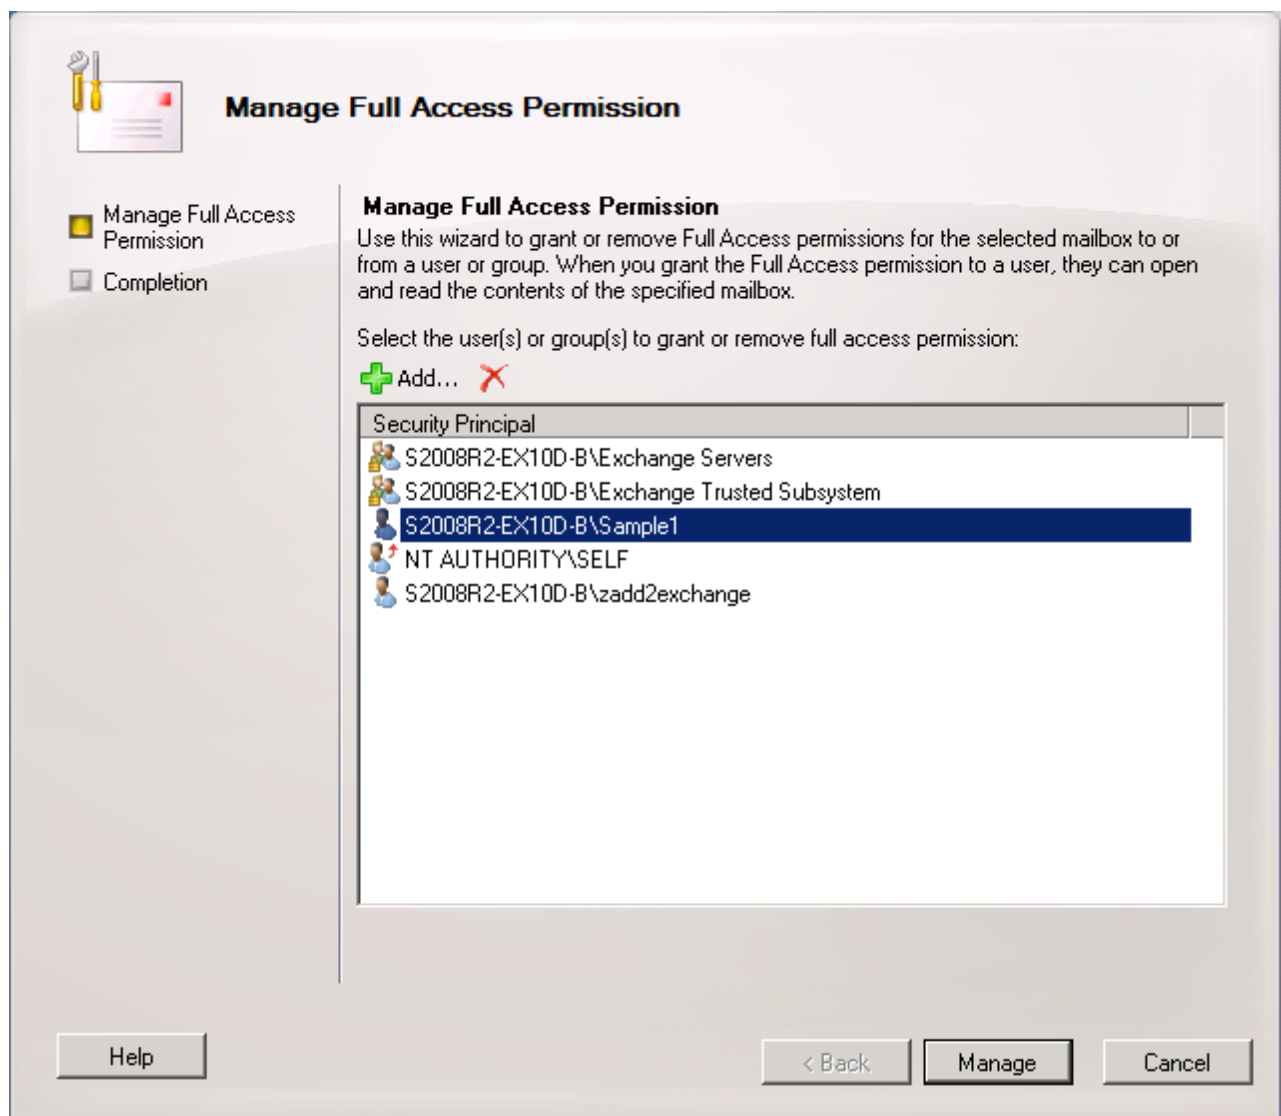 Manage Full Access Permission
Manage Full Access
Permission
Completion
Manage Full Access Permission
Use this wizard to grant or remove Full Access permissions for the selected mailbox to or
from a user or group. When you grant the Full Access permission to a user, they can open
and read the contents of the specified mailbox.
Select the user(s) or group(s) to grant or remove full access permission:
Add...
Security Principal
S2008R2-EX10D-B\Exchange Servers
S2008R2-EX10D-B\Exchange Trusted Subsystem
S2008R2-EX10D-B\Sample1
NT AUTHORITY\SELF
S2008R2-EX10D-B\zadd2exchange
Help
< Back
Manage
Cancel